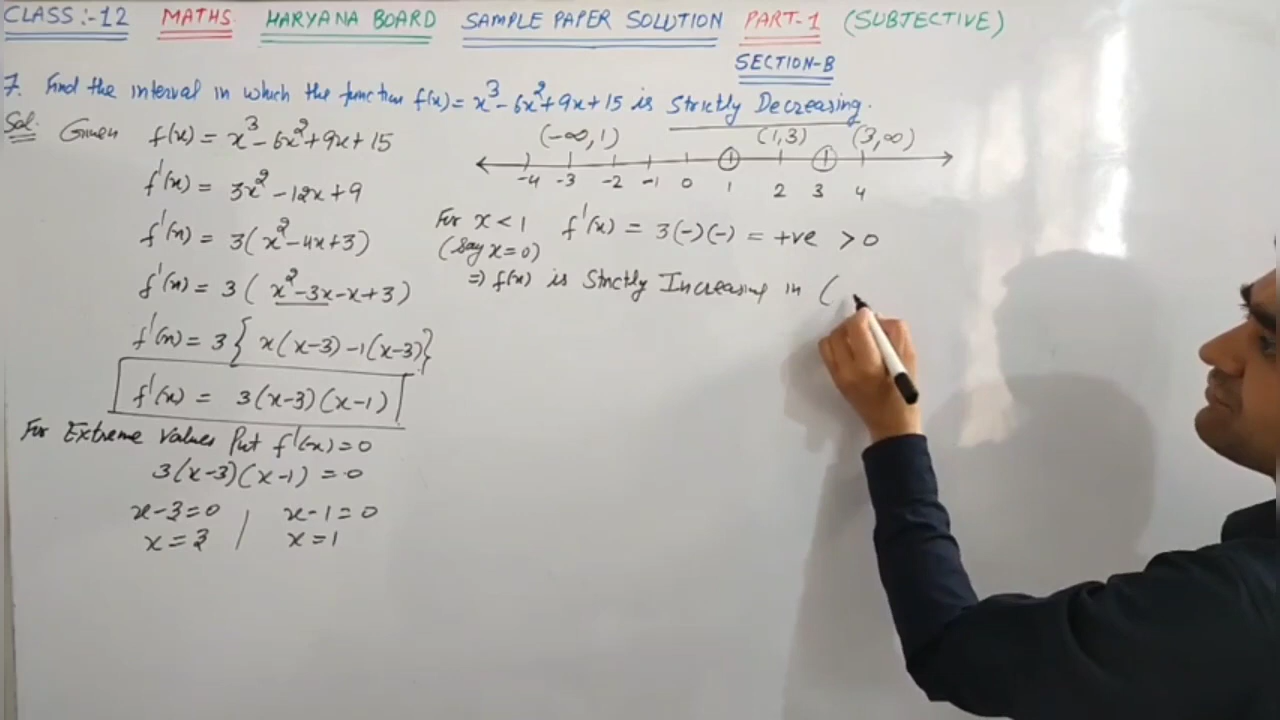 CLASS:-12 MATHS HARYANA BOARD SAMPLE PAPER SOLUTION PART-1 (SUBJECTIVE)
SECTION-B
7. Find the interval in which the function f(x) = x³ - 6x² + 9x + 15 is Strictly Decreasing.
Sol. Given f(x) = x³ - 6x² + 9x + 15
f'(x) = 3x² - 12x + 9
f'(x) = 3(x² - 4x + 3)
f'(x) = 3(x² - 3x - x + 3)
f'(x) = 3{x(x-3) - 1(x-3)}
f'(x) = 3(x-3)(x-1)
For Extreme Values Put f'(x) = 0
3(x-3)(x-1) = 0
x-3=0 / x-1=0
x=3 / x=1
(-∞,1) (1,3) (3,∞)
-4 -3 -2 -1 0 1 2 3 4
For x < 1 f'(x) = 3(-)(-) = +ve > 0
(Say x=0)
⇒ f(x) is Strictly Increasing in (